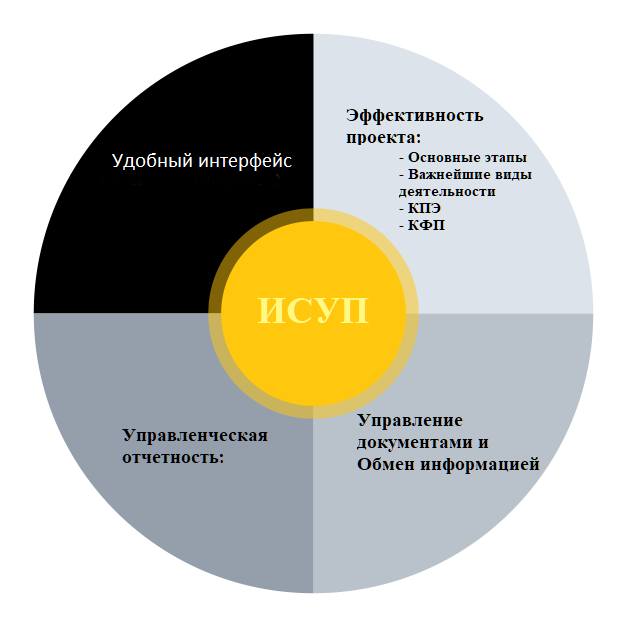 Удобный интерфейс
Эффективность
проекта:
- Основные этапы
- Важнейшие виды
деятельности
- КПЭ
- КФП
ИСУП
Управленческая
отчетность:
Управление
документами и
Обмен информацией